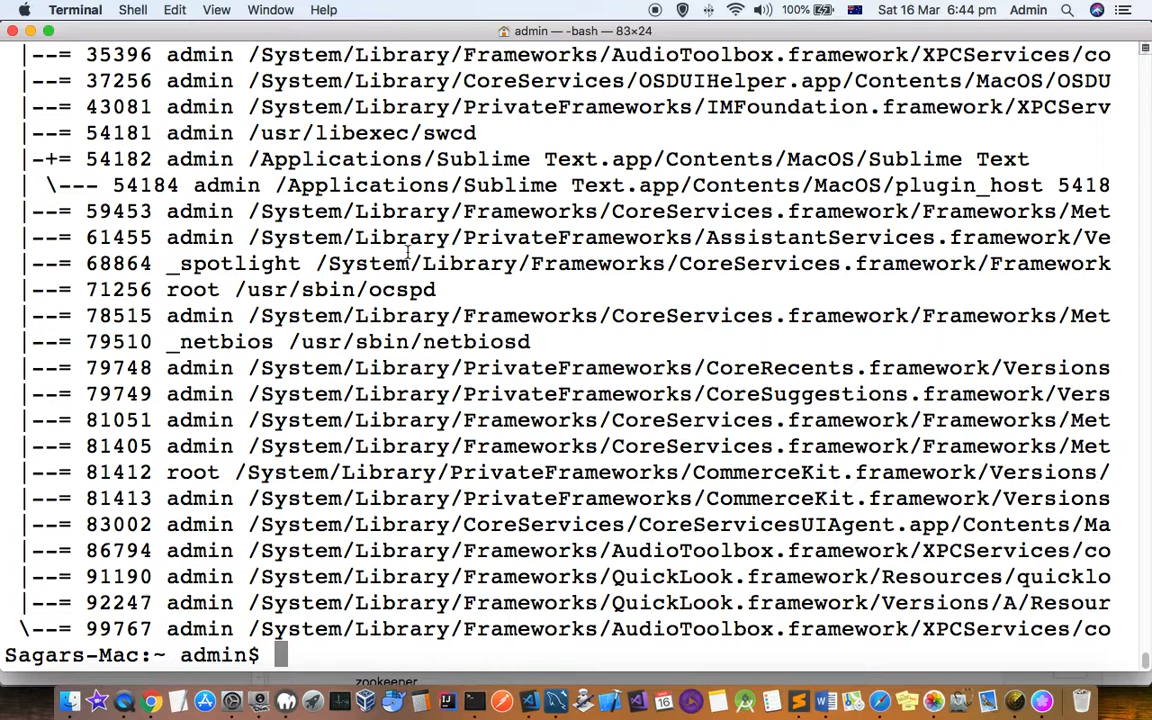 Terminal Shell Edit View Window Help 100% Sat 16 Mar 6:44 pm Admin
admin — -bash — 83×24
|--= 35396 admin /System/Library/Frameworks/AudioToolbox.framework/XPCServices/co
|--= 37256 admin /System/Library/CoreServices/OSDUIHelper.app/Contents/MacOS/OSDU
|--= 43081 admin /System/Library/PrivateFrameworks/IMFoundation.framework/XPCServ
|--= 54181 admin /usr/libexec/swcd
|-+= 54182 admin /Applications/Sublime Text.app/Contents/MacOS/Sublime Text
| \--- 54184 admin /Applications/Sublime Text.app/Contents/MacOS/plugin_host 5418
|--= 59453 admin /System/Library/Frameworks/CoreServices.framework/Frameworks/Met
|--= 61455 admin /System/Library/PrivateFrameworks/AssistantServices.framework/Ve
|--= 68864 _spotlight /System/Library/Frameworks/CoreServices.framework/Framework
|--= 71256 root /usr/sbin/ocspd
|--= 78515 admin /System/Library/Frameworks/CoreServices.framework/Frameworks/Met
|--= 79510 _netbios /usr/sbin/netbiosd
|--= 79748 admin /System/Library/PrivateFrameworks/CoreRecents.framework/Versions
|--= 79749 admin /System/Library/PrivateFrameworks/CoreSuggestions.framework/Vers
|--= 81051 admin /System/Library/Frameworks/CoreServices.framework/Frameworks/Met
|--= 81405 admin /System/Library/Frameworks/CoreServices.framework/Frameworks/Met
|--= 81412 root /System/Library/PrivateFrameworks/CommerceKit.framework/Versions/
|--= 81413 admin /System/Library/PrivateFrameworks/CommerceKit.framework/Versions
|--= 83002 admin /System/Library/CoreServices/CoreServicesUIAgent.app/Contents/Ma
|--= 86794 admin /System/Library/Frameworks/AudioToolbox.framework/XPCServices/co
|--= 91190 admin /System/Library/Frameworks/QuickLook.framework/Resources/quicklo
|--= 92247 admin /System/Library/Frameworks/QuickLook.framework/Versions/A/Resour
\--= 99767 admin /System/Library/Frameworks/AudioToolbox.framework/XPCServices/co
Sagars-Mac:~ admin$
zookeeper
16